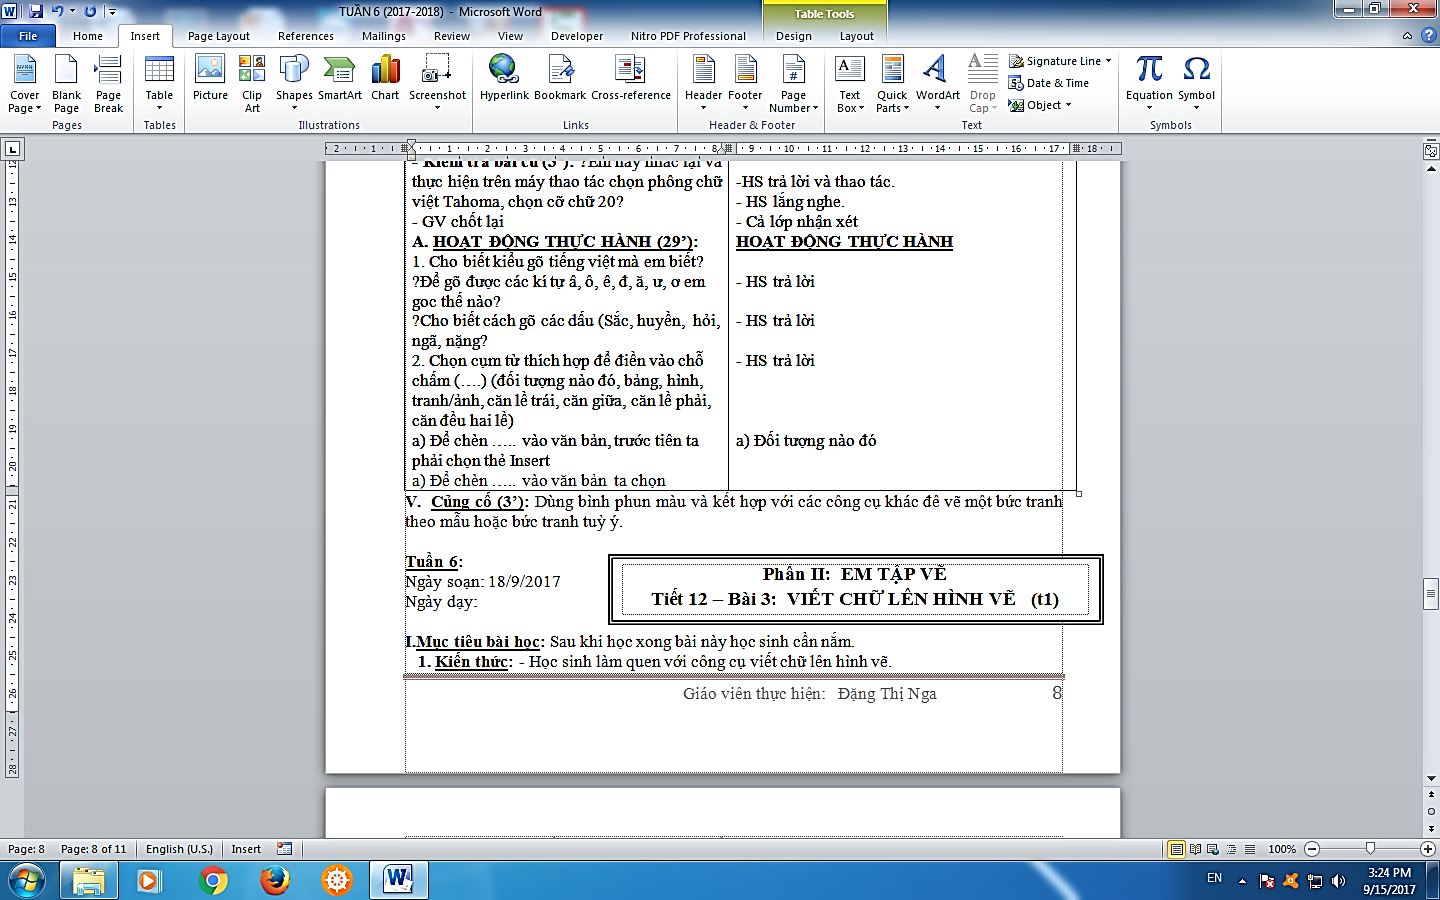 TUẦN 6 (2017-2018) - Microsoft Word
Table Tools
File Home Insert Page Layout References Mailings Review View Developer Nitro PDF Professional Design Layout
Cover Page
Blank Page
Page Break
Table
Picture
Clip Art
Shapes
SmartArt
Chart
Screenshot
Hyperlink
Bookmark
Cross-reference
Header
Footer
Page Number
Text Box
Quick Parts
WordArt
Drop Cap
Signature Line
Date & Time
Object
Equation
Symbol
Pages Tables Illustrations Links Header & Footer Text Symbols
- Kiểm tra bài cũ (3'): ?Em hãy nhắc lại và
thực hiện trên máy thao tác chọn phông chữ
việt Tahoma, chọn cỡ chữ 20?
- GV chốt lại
A. HOẠT ĐỘNG THỰC HÀNH (29’):
1. Cho biết kiểu gõ tiếng việt mà em biết?
?Để gõ được các kí tự â, ô, ê, đ, ă, ư, ơ em
goc thế nào?
?Cho biết cách gõ các dấu (Sắc, huyền, hỏi,
ngã, nặng?
2. Chọn cụm từ thích hợp để điền vào chỗ
chấm (….) (đối tượng nào đó, bảng, hình,
tranh/ảnh, căn lề trái, căn giữa, căn lề phải,
căn đều hai lề)
a) Để chèn ….. vào văn bản, trước tiên ta
phải chọn thẻ Insert
a) Để chèn ….. vào văn bản ta chọn
-HS trả lời và thao tác.
- HS lắng nghe.
- Cả lớp nhận xét
HOẠT ĐỘNG THỰC HÀNH
- HS trả lời
- HS trả lời
- HS trả lời
a) Đối tượng nào đó
V. Củng cố (3’): Dùng bình phun màu và kết hợp với các công cụ khác đê vẽ một bức tranh
theo mẫu hoặc bức tranh tuỳ ý.
Tuần 6:
Ngày soạn: 18/9/2017
Ngày dạy:
Phần II: EM TẬP VẼ
Tiết 12 – Bài 3: VIẾT CHỮ LÊN HÌNH VẼ (t1)
I.Mục tiêu bài học: Sau khi học xong bài này học sinh cần nắm.
1. Kiến thức: - Học sinh làm quen với công cụ viết chữ lên hình vẽ.
Giáo viên thực hiện: Đặng Thị Nga 8
Page: 8 Page: 8 of 11 English (U.S.) Insert 100%
EN
3:24 PM
9/15/2017